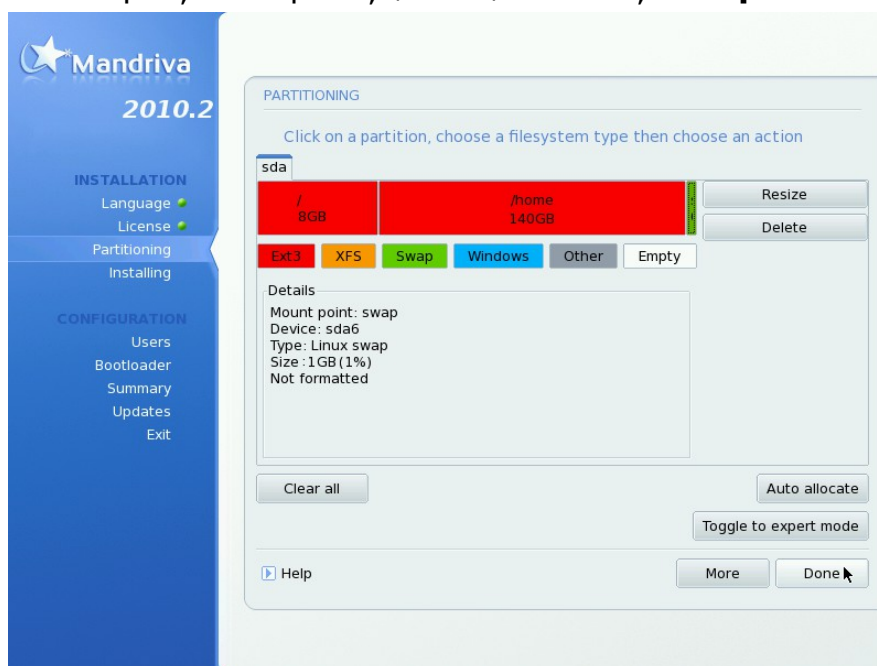 Mandriva
2010.2
INSTALLATION
Language
License
Partitioning
Installing
CONFIGURATION
Users
Bootloader
Summary
Updates
Exit
PARTITIONING
Click on a partition, choose a filesystem type then choose an action
sda
/
8GB
/home
140GB
Resize
Delete
Ext3 XFS Swap Windows Other Empty
Details
Mount point: swap
Device: sda6
Type: Linux swap
Size : 1GB (1%)
Not formatted
Clear all
Auto allocate
Toggle to expert mode
Help
More
Done